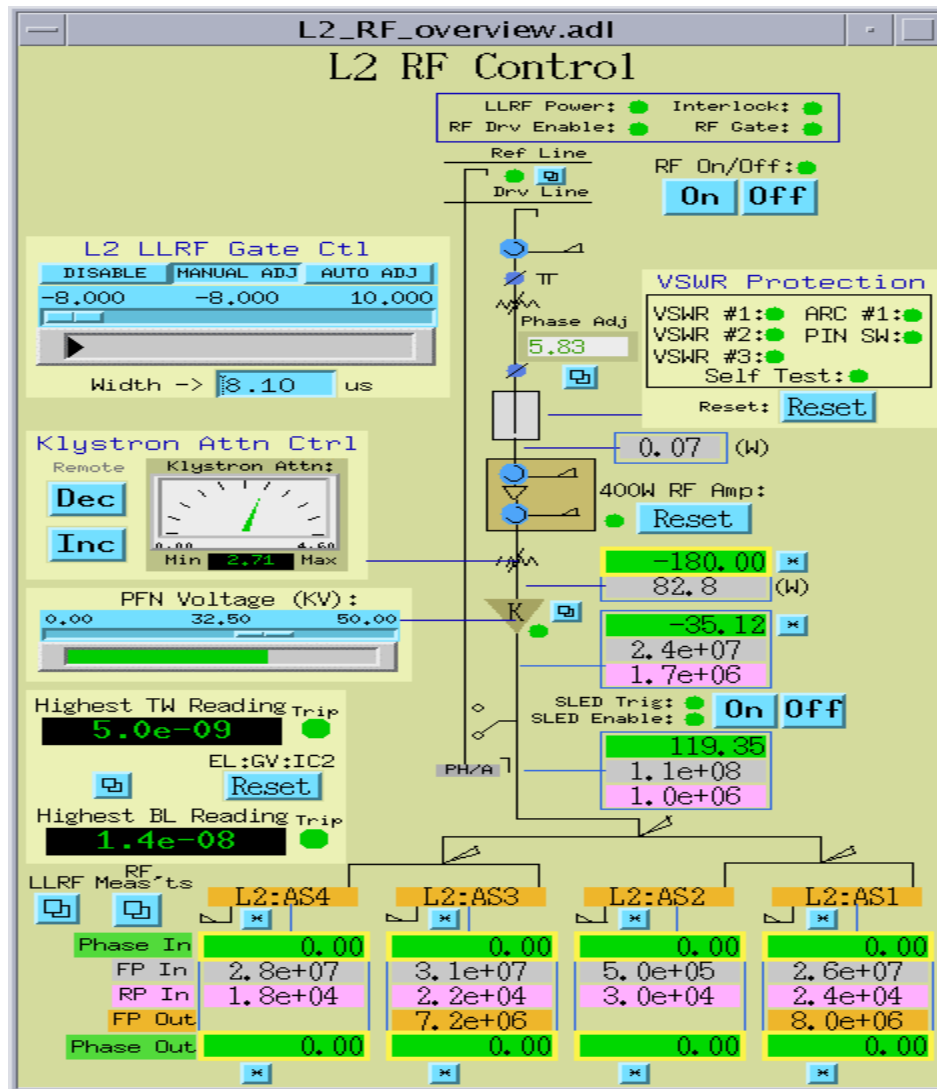 L2_RF_overview.adl
L2 RF Control
LLRF Power: Interlock:
RF Drv Enable: RF Gate:
Ref Line
Drv Line
RF On/Off:
On Off
L2 LLRF Gate Ctl
DISABLE MANUAL ADJ AUTO ADJ
-8.000 -8.000 10.000
Width -> 8.10 us
π
Phase Adj
5.83
VSWR Protection
VSWR #1: ARC #1:
VSWR #2: PIN SW:
VSWR #3:
Self Test:
Reset: Reset
Klystron Attn Ctrl
Remote Klystron Attn:
Dec
Inc
0.00 4.60
Min 2.71 Max
0.07 (W)
400W RF Amp:
Reset
-180.00
82.8 (W)
PFN Voltage (KV):
0.00 32.50 50.00
K
-35.12
2.4e+07
1.7e+06
Highest TW Reading Trip
5.0e-09
EL:GV:IC2
Reset
Highest BL Reading Trip
1.4e-08
SLED Trig:
SLED Enable: On Off
PH/A
119.35
1.1e+08
1.0e+06
LLRF RF Meas'ts
L2:AS4 L2:AS3 L2:AS2 L2:AS1
Phase In 0.00 0.00 0.00 0.00
FP In 2.8e+07 3.1e+07 5.0e+05 2.6e+07
RP In 1.8e+04 2.2e+04 3.0e+04 2.4e+04
FP Out 7.2e+06 8.0e+06
Phase Out 0.00 0.00 0.00 0.00